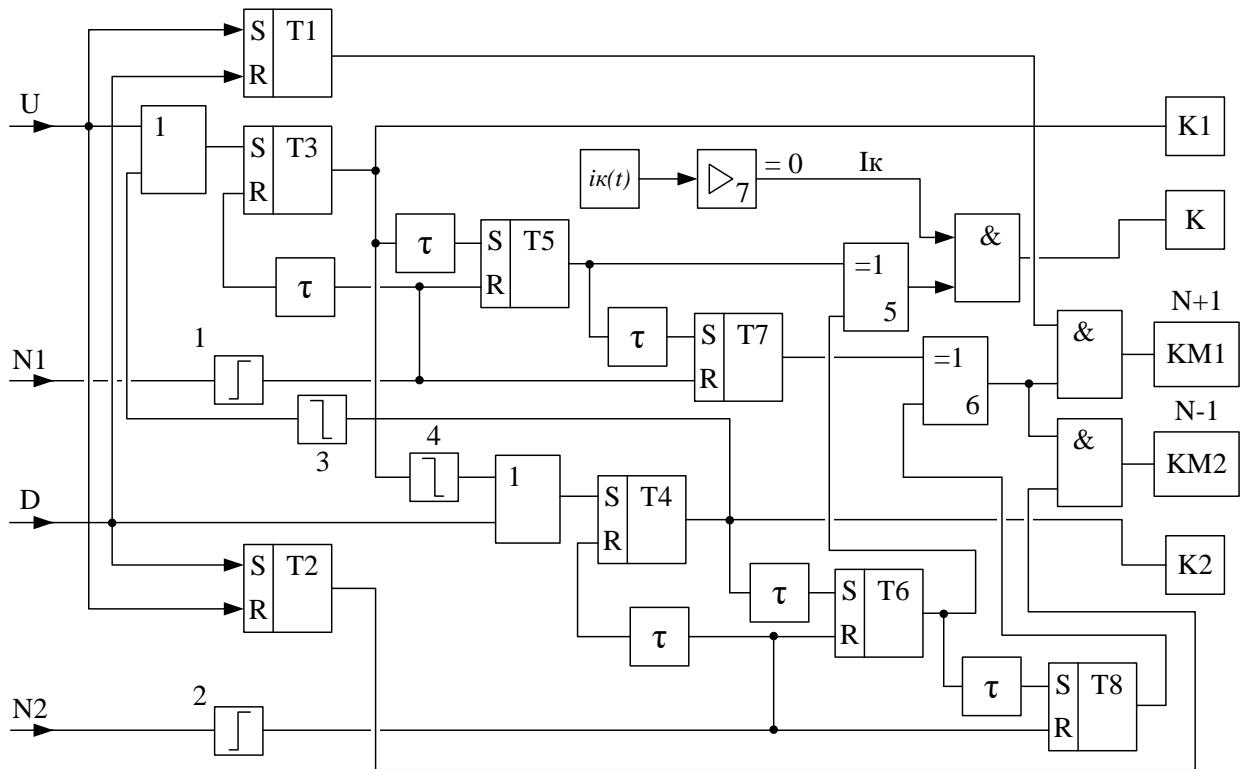 S T1
R
U
1
S T3
R
K1
iк(t)
7
= 0
Iк
K
&
τ
S T5
R
τ
=1
5
N+1
KM1
&
τ
S T7
R
1
N1
=1
6
N-1
KM2
&
3
4
D
1
S T4
R
K2
S T2
R
τ
S T6
R
τ
τ
S T8
R
2
N2